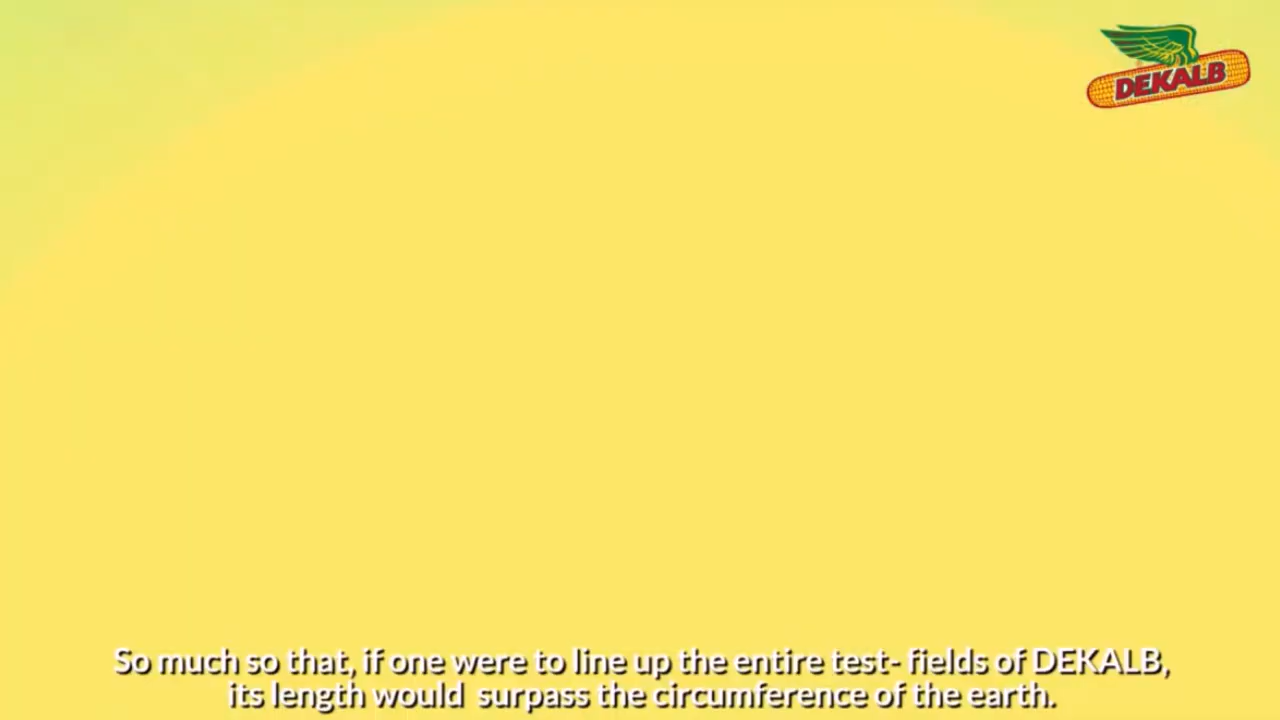 DEKALB
So much so that, if one were to line up the entire test- fields of DEKALB,
its length would  surpass the circumference of the earth.